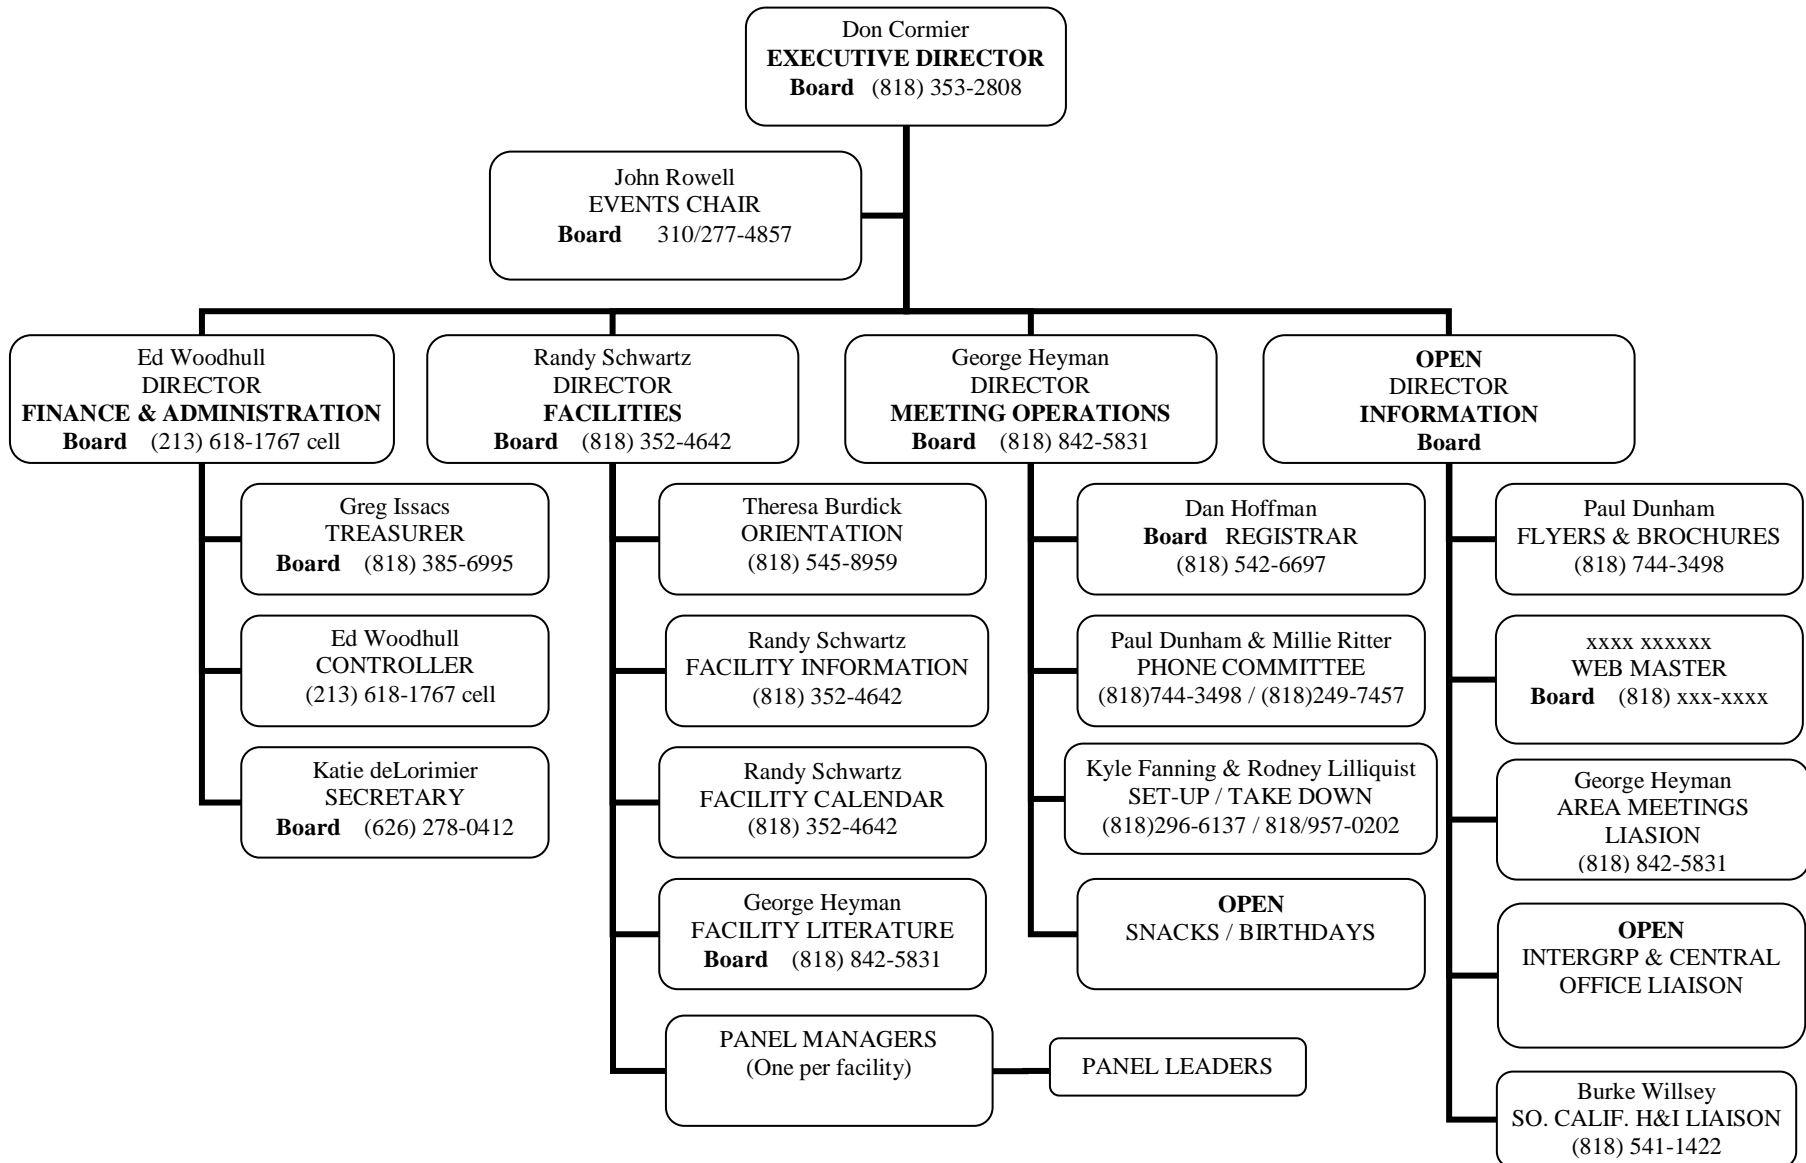 Don Cormier
EXECUTIVE DIRECTOR
Board (818) 353-2808
John Rowell
EVENTS CHAIR
Board 310/277-4857
Ed Woodhull
DIRECTOR
FINANCE & ADMINISTRATION
Board (213) 618-1767 cell
Randy Schwartz
DIRECTOR
FACILITIES
Board (818) 352-4642
George Heyman
DIRECTOR
MEETING OPERATIONS
Board (818) 842-5831
OPEN
DIRECTOR
INFORMATION
Board
Greg Issacs
TREASURER
Board (818) 385-6995
Ed Woodhull
CONTROLLER
(213) 618-1767 cell
Katie deLorimier
SECRETARY
Board (626) 278-0412
Theresa Burdick
ORIENTATION
(818) 545-8959
Randy Schwartz
FACILITY INFORMATION
(818) 352-4642
Randy Schwartz
FACILITY CALENDAR
(818) 352-4642
George Heyman
FACILITY LITERATURE
Board (818) 842-5831
PANEL MANAGERS
(One per facility)
PANEL LEADERS
Dan Hoffman
Board REGISTRAR
(818) 542-6697
Paul Dunham & Millie Ritter
PHONE COMMITTEE
(818)744-3498 / (818)249-7457
Kyle Fanning & Rodney Lilliquist
SET-UP / TAKE DOWN
(818)296-6137 / 818/957-0202
OPEN
SNACKS / BIRTHDAYS
Paul Dunham
FLYERS & BROCHURES
(818) 744-3498
xxxx xxxxxx
WEB MASTER
Board (818) xxx-xxxx
George Heyman
AREA MEETINGS
LIASION
(818) 842-5831
OPEN
INTERGRP & CENTRAL
OFFICE LIAISON
Burke Willsey
SO. CALIF. H&I LIAISON
(818) 541-1422